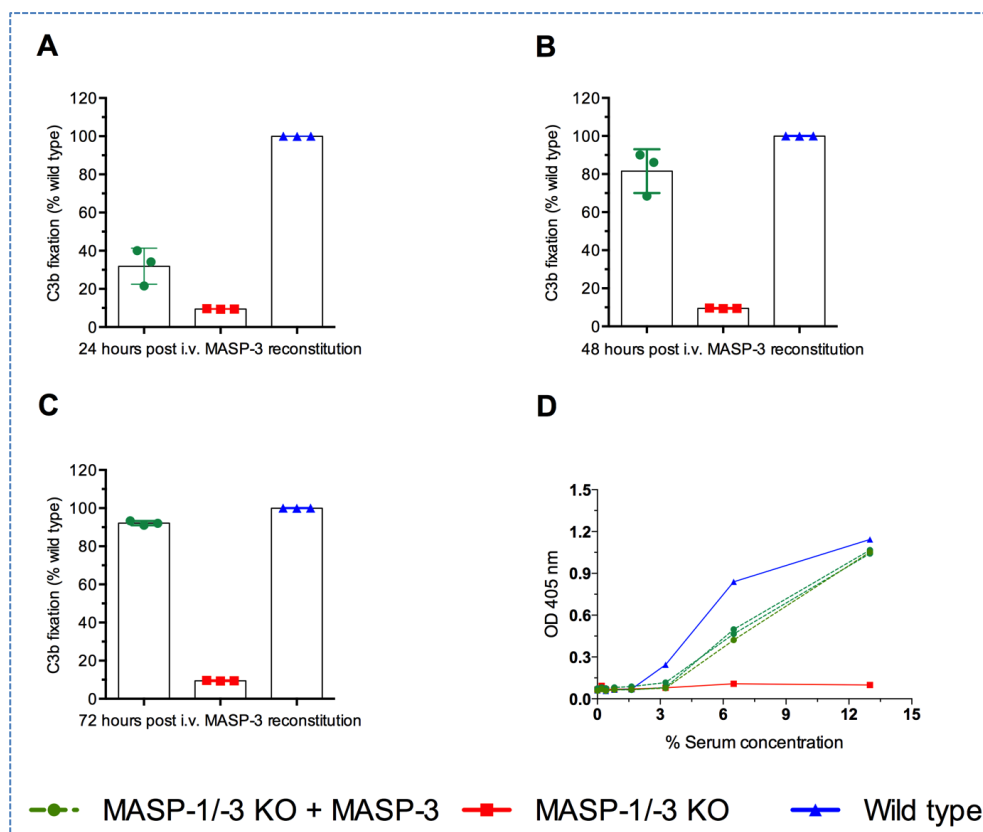 A
B
C3b fixation (% wild type)
120
100
80
60
40
20
0
24 hours post i.v. MASP-3 reconstitution
C3b fixation (% wild type)
120
100
80
60
40
20
0
48 hours post i.v. MASP-3 reconstitution
C
D
C3b fixation (% wild type)
120
100
80
60
40
20
0
72 hours post i.v. MASP-3 reconstitution
OD 405 nm
1.5
1.2
0.9
0.6
0.3
0.0
0 3 6 9 12 15
% Serum concentration
MASP-1/-3 KO + MASP-3 MASP-1/-3 KO Wild type